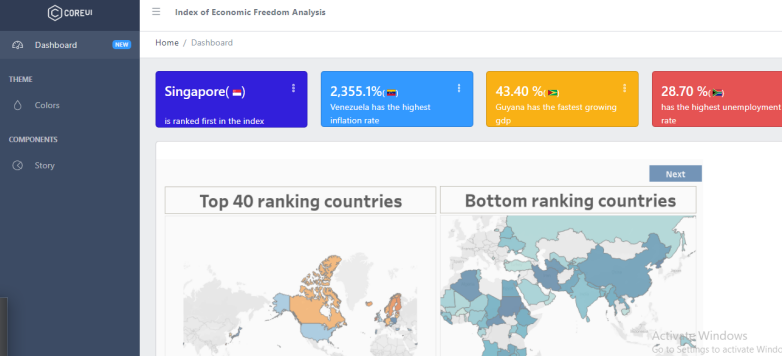 COREUI
Index of Economic Freedom Analysis
Dashboard
NEW
Home / Dashboard
THEME
Colors
COMPONENTS
Story
Singapore( )
is ranked first in the index
2,355.1%( )
Venezuela has the highest
inflation rate
43.40 %( )
Guyana has the fastest growing
gdp
28.70 %( )
has the highest unemployment
rate
Next
Top 40 ranking countries
Bottom ranking countries
Activate Windows
Go to Settings to activate Windo